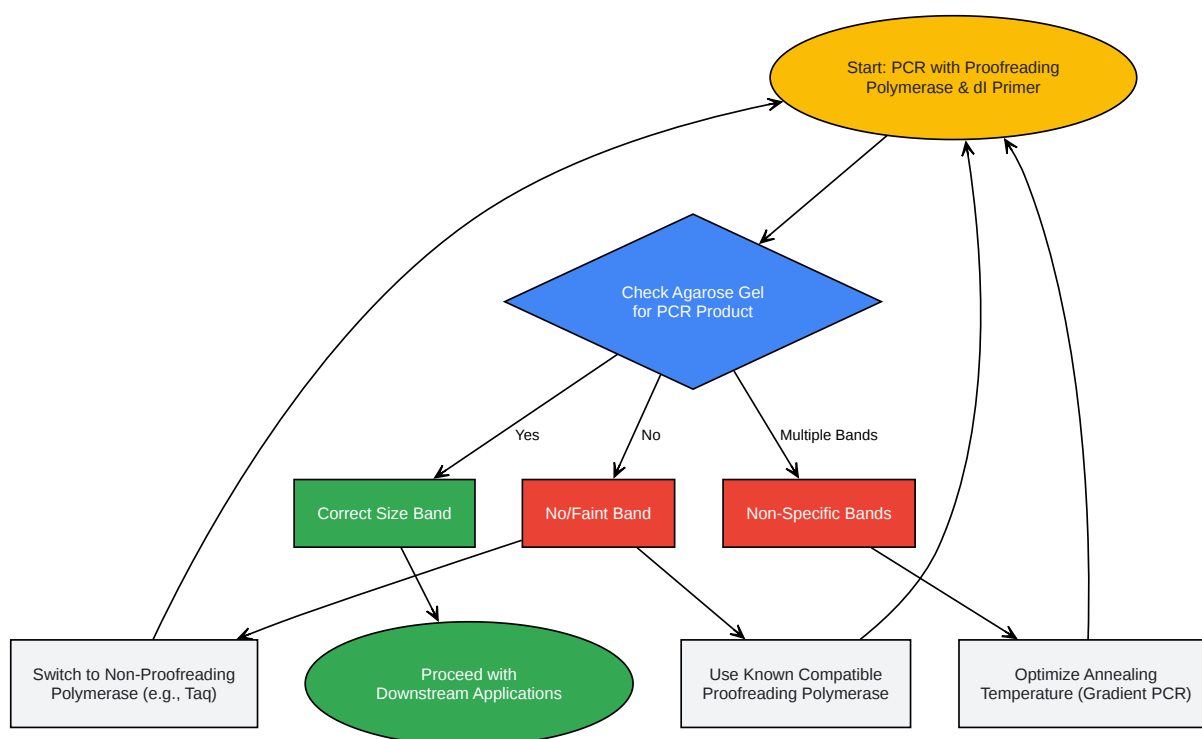 Start: PCR with Proofreading
Polymerase & dI Primer
Check Agarose Gel
for PCR Product
Yes
No
Multiple Bands
Correct Size Band
No/Faint Band
Non-Specific Bands
Switch to Non-Proofreading
Polymerase (e.g., Taq)
Proceed with
Downstream Applications
Use Known Compatible
Proofreading Polymerase
Optimize Annealing
Temperature (Gradient PCR)